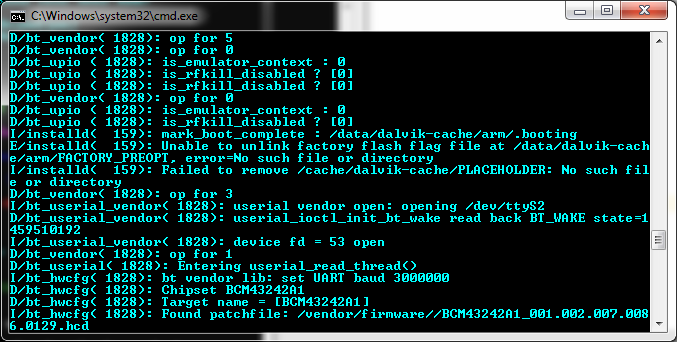 C:\Windows\system32\cmd.exe
D/bt_vendor( 1828): op for 5
D/bt_vendor( 1828): op for 0
D/bt_upio ( 1828): is_emulator_context : 0
D/bt_upio ( 1828): is_rfkill_disabled ? [0]
D/bt_upio ( 1828): is_rfkill_disabled ? [0]
D/bt_vendor( 1828): op for 0
D/bt_upio ( 1828): is_emulator_context : 0
D/bt_upio ( 1828): is_rfkill_disabled ? [0]
I/installd( 159): mark_boot_complete : /data/dalvik-cache/arm/.booting
E/installd( 159): Unable to unlink factory flash flag file at /data/dalvik-cach
e/arm/FACTORY_PREOPT, error=No such file or directory
I/installd( 159): Failed to remove /cache/dalvik-cache/PLACEHOLDER: No such fil
e or directory
D/bt_vendor( 1828): op for 3
I/bt_userial_vendor( 1828): userial vendor open: opening /dev/ttyS2
D/bt_userial_vendor( 1828): userial_ioctl_init_bt_wake read back BT_WAKE state=1
459510192
I/bt_userial_vendor( 1828): device fd = 53 open
D/bt_vendor( 1828): op for 1
D/bt_userial( 1828): Entering userial_read_thread()
I/bt_hwcfg( 1828): bt vendor lib: set UART baud 3000000
D/bt_hwcfg( 1828): Chipset BCM43242A1
D/bt_hwcfg( 1828): Target name = [BCM43242A1]
I/bt_hwcfg( 1828): Found patchfile: /vendor/firmware//BCM43242A1_001.002.007.008
6.0129.hcd